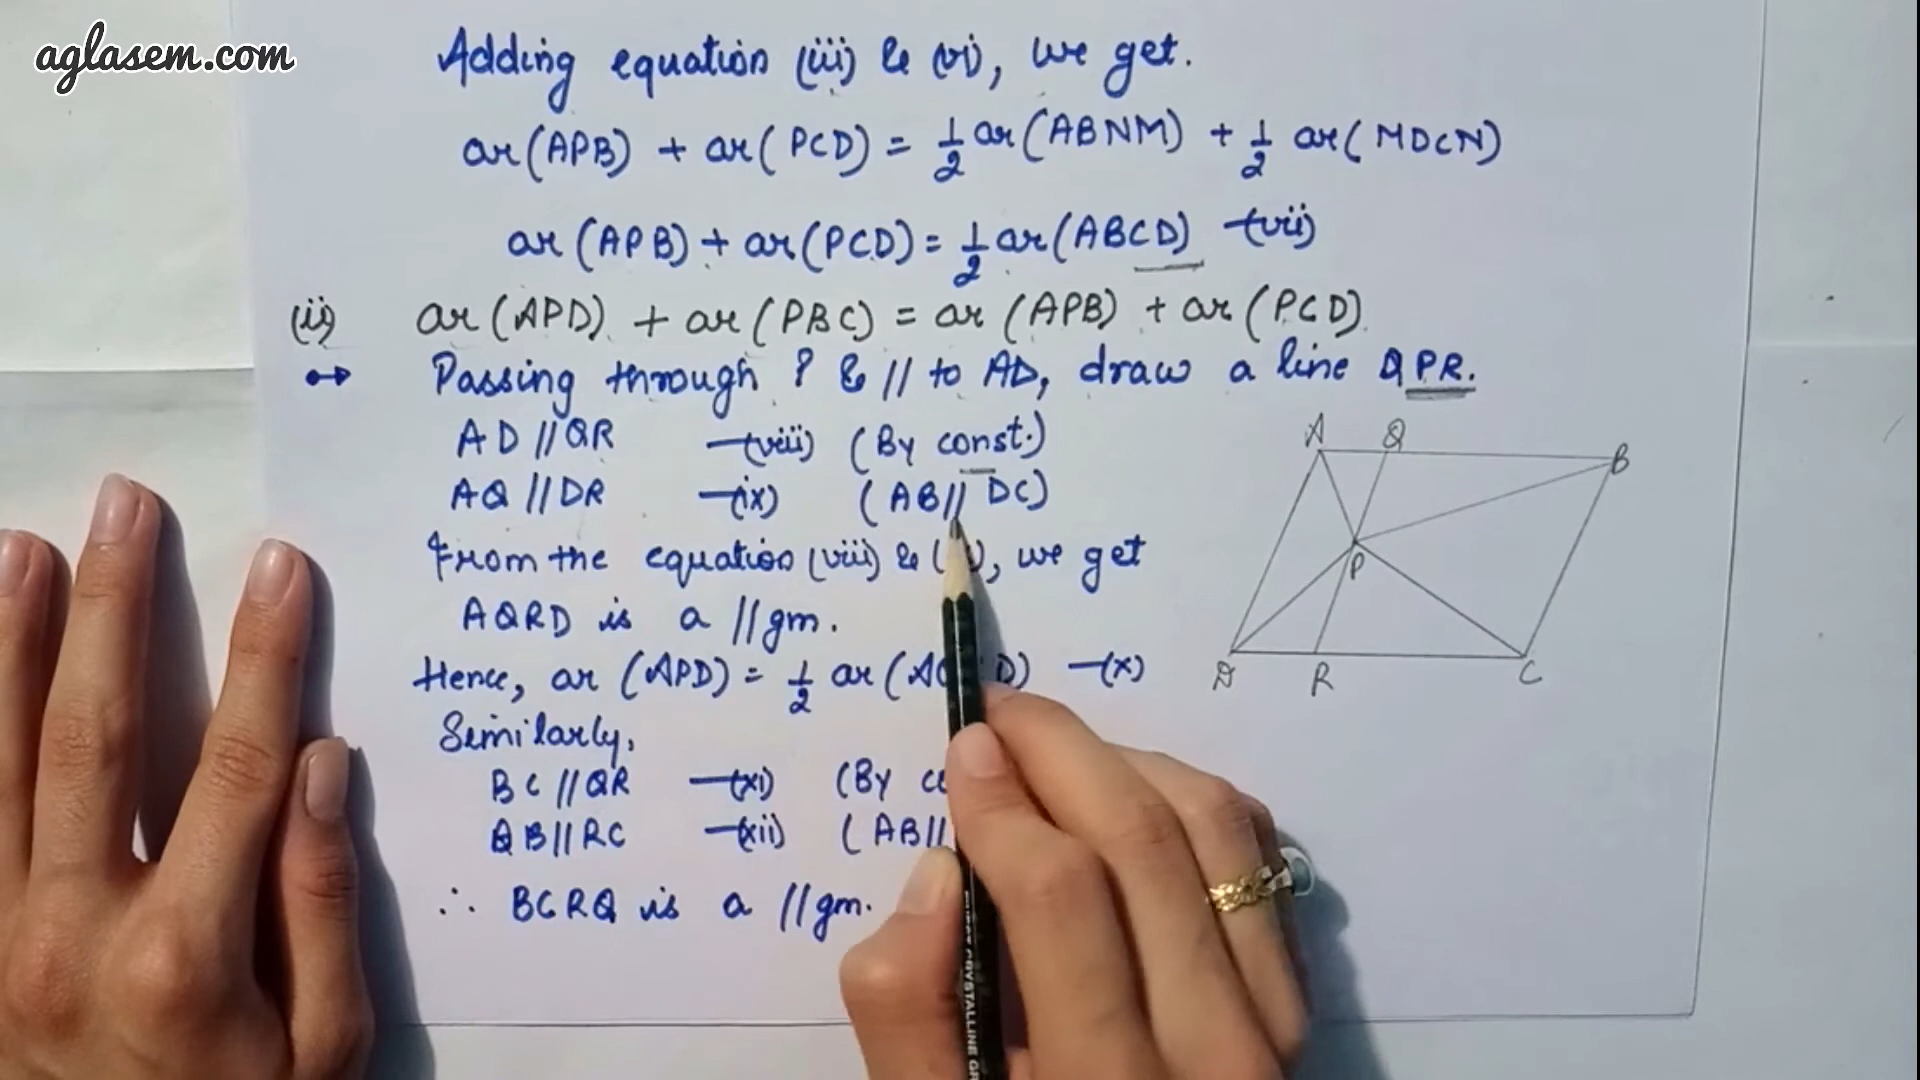 aglasem.com
Adding equation (iii) & (vi), we get.
ar(APB) + ar(PCD) = 1/2 ar(ABNM) + 1/2 ar(MDCN)
ar(APB) + ar(PCD) = 1/2 ar(ABCD) —(vii)
(ii) ar(APD) + ar(PBC) = ar(APB) + ar(PCD)
Passing through P & // to AD, draw a line QPR.
AD//QR —(viii) (By const.)
AQ//DR —(ix) (AB// DC)
From the equation (viii) & ( ), we get
AQRD is a //gm.
Hence, ar (APD) = 1/2 ar( D) —(x)
Similarly,
BC//QR —(xi) (By
QB//RC —(xii) (AB//
∴ BCRQ is a //gm.
A Q B
P
D R C